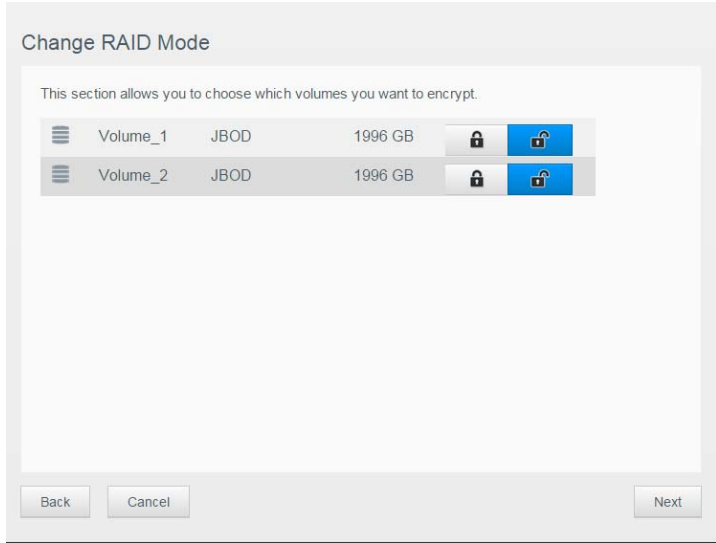 Change RAID Mode
This section allows you to choose which volumes you want to encrypt.
Volume_1 JBOD 1996 GB
Volume_2 JBOD 1996 GB
Back Cancel Next